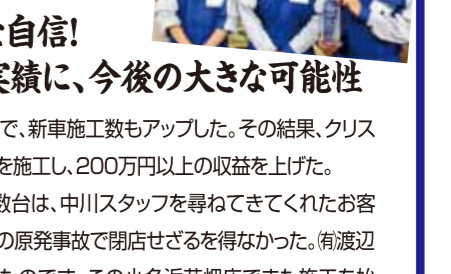 自信!
実績に、今後の大きな可能性
で、新車施工数もアップした。その結果、クリス
を施工し、200万円以上の収益を上げた。
数台は、中川スタッフを尋ねてきてくれたお客
の原発事故で閉店せざるを得なかった。㈲渡辺